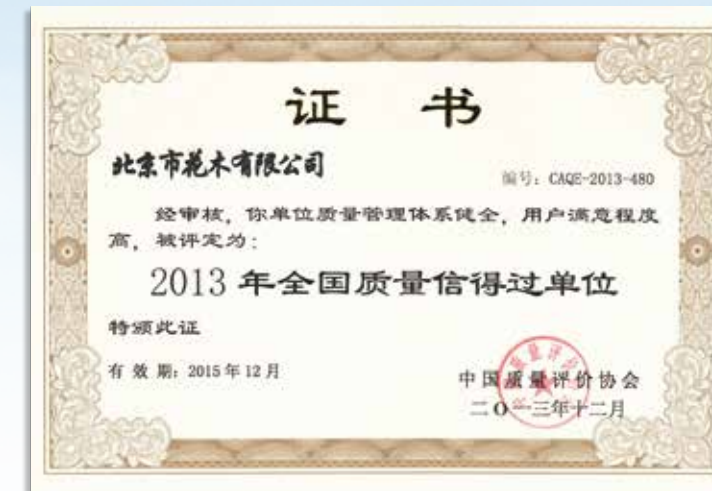 证 书
北京市花木有限公司
编号：CAQE-2013-480
经审核，你单位质量管理体系健全，用户满意程度
高，被评定为：
2013 年全国质量信得过单位
特颁此证
有 效 期：2015 年 12 月
中国质量评价协会
二〇一三年十二月